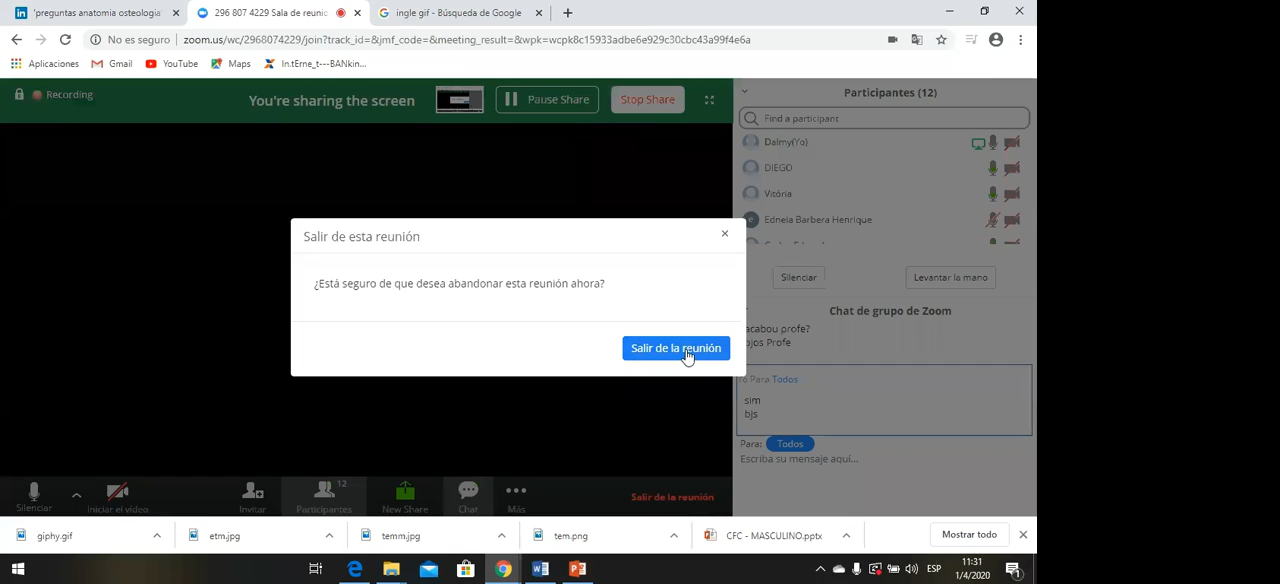 'preguntas anatomia osteologia'
296 807 4229 Sala de reunic
ingle gif - Búsqueda de Google
No es seguro
zoom.us/wc/2968074229/join?track_id=&jmf_code=&meeting_result=&wpk=wcpk8c15933adbe6e929c30cbc43a99f4e6a
Aplicaciones
Gmail
YouTube
Maps
In.tErne_t---BANkin...
Recording
You're sharing the screen
Pause Share
Stop Share
Participantes (12)
Find a participant
Dalmy(Yo)
DIEGO
Vitória
Edneia Barbera Henrique
Salir de esta reunión
¿Está seguro de que desea abandonar esta reunión ahora?
Salir de la reunión
Silenciar
Levantar la mano
Chat de grupo de Zoom
acabou profe?
Profe
Para Todos
sim
bjs
Para: Todos
Escriba su mensaje aquí...
Silenciar
Iniciar el vídeo
Invitar
12
Participantes
New Share
Chat
Más
Salir de la reunión
giphy.gif
etm.jpg
temm.jpg
tem.png
CFC - MASCULINO.pptx
Mostrar todo
ESP
11:31
1/4/2020